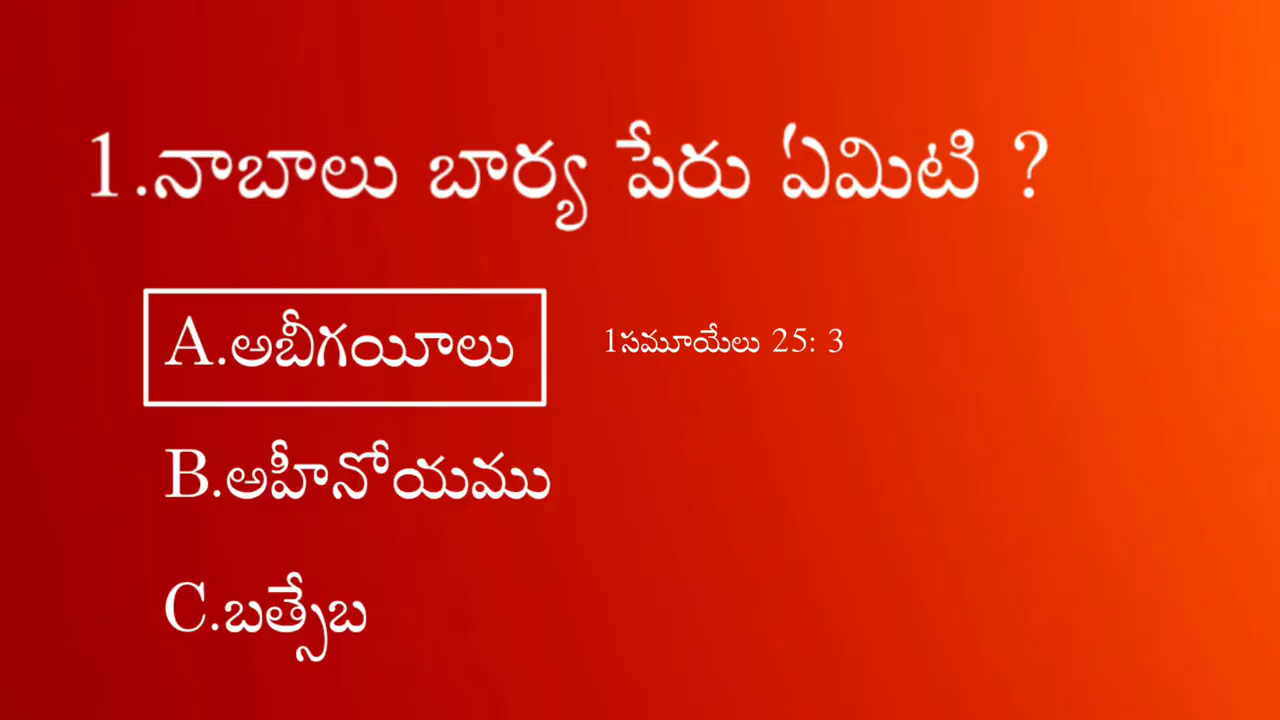 1.నాబాలు బార్య పేరు ఏమిటి ?
A.అబీగయీలు
1సమూయేలు 25: 3
B.అహీనోయము
C.బత్సేబ